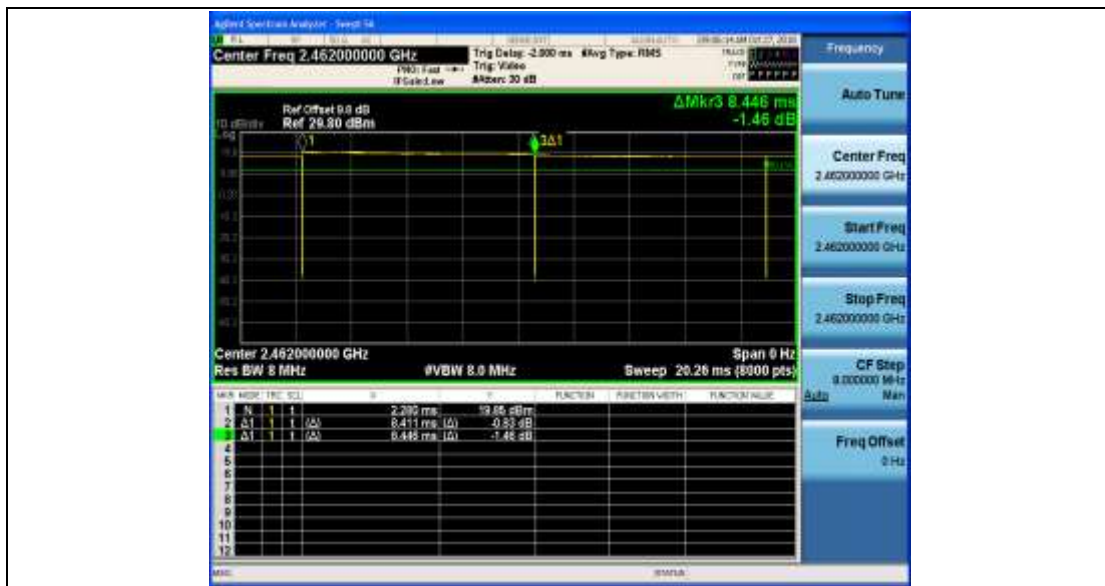 Agilent Spectrum Analyzer - Swept SA
Center Freq 2.462000000 GHz
PNO: Fast
IFGain:Low
Trig Delay: -2.000 ms
Trig: Video
#Atten: 30 dB
#Avg Type: RMS
TRACE
TYPE
DET
Ref Offset 9.8 dB
Ref 29.80 dBm
10 dB/div
Log
ΔMkr3 8.446 ms
-1.46 dB
1
3Δ1
Center 2.462000000 GHz
Span 0 Hz
Res BW 8 MHz
#VBW 8.0 MHz
Sweep 20.26 ms (8000 pts)
MKR MODE TRC SCL X Y FUNCTION FUNCTION WIDTH FUNCTION VALUE
1 N 1 t 2.280 ms 19.85 dBm
2 Δ1 1 t (Δ) 8.411 ms (Δ) -0.83 dB
3 Δ1 1 t (Δ) 8.446 ms (Δ) -1.46 dB
4
5
6
7
8
9
10
11
12
MSG
STATUS
Frequency
Auto Tune
Center Freq
2.462000000 GHz
Start Freq
2.462000000 GHz
Stop Freq
2.462000000 GHz
CF Step
8.000000 MHz
Auto Man
Freq Offset
0 Hz